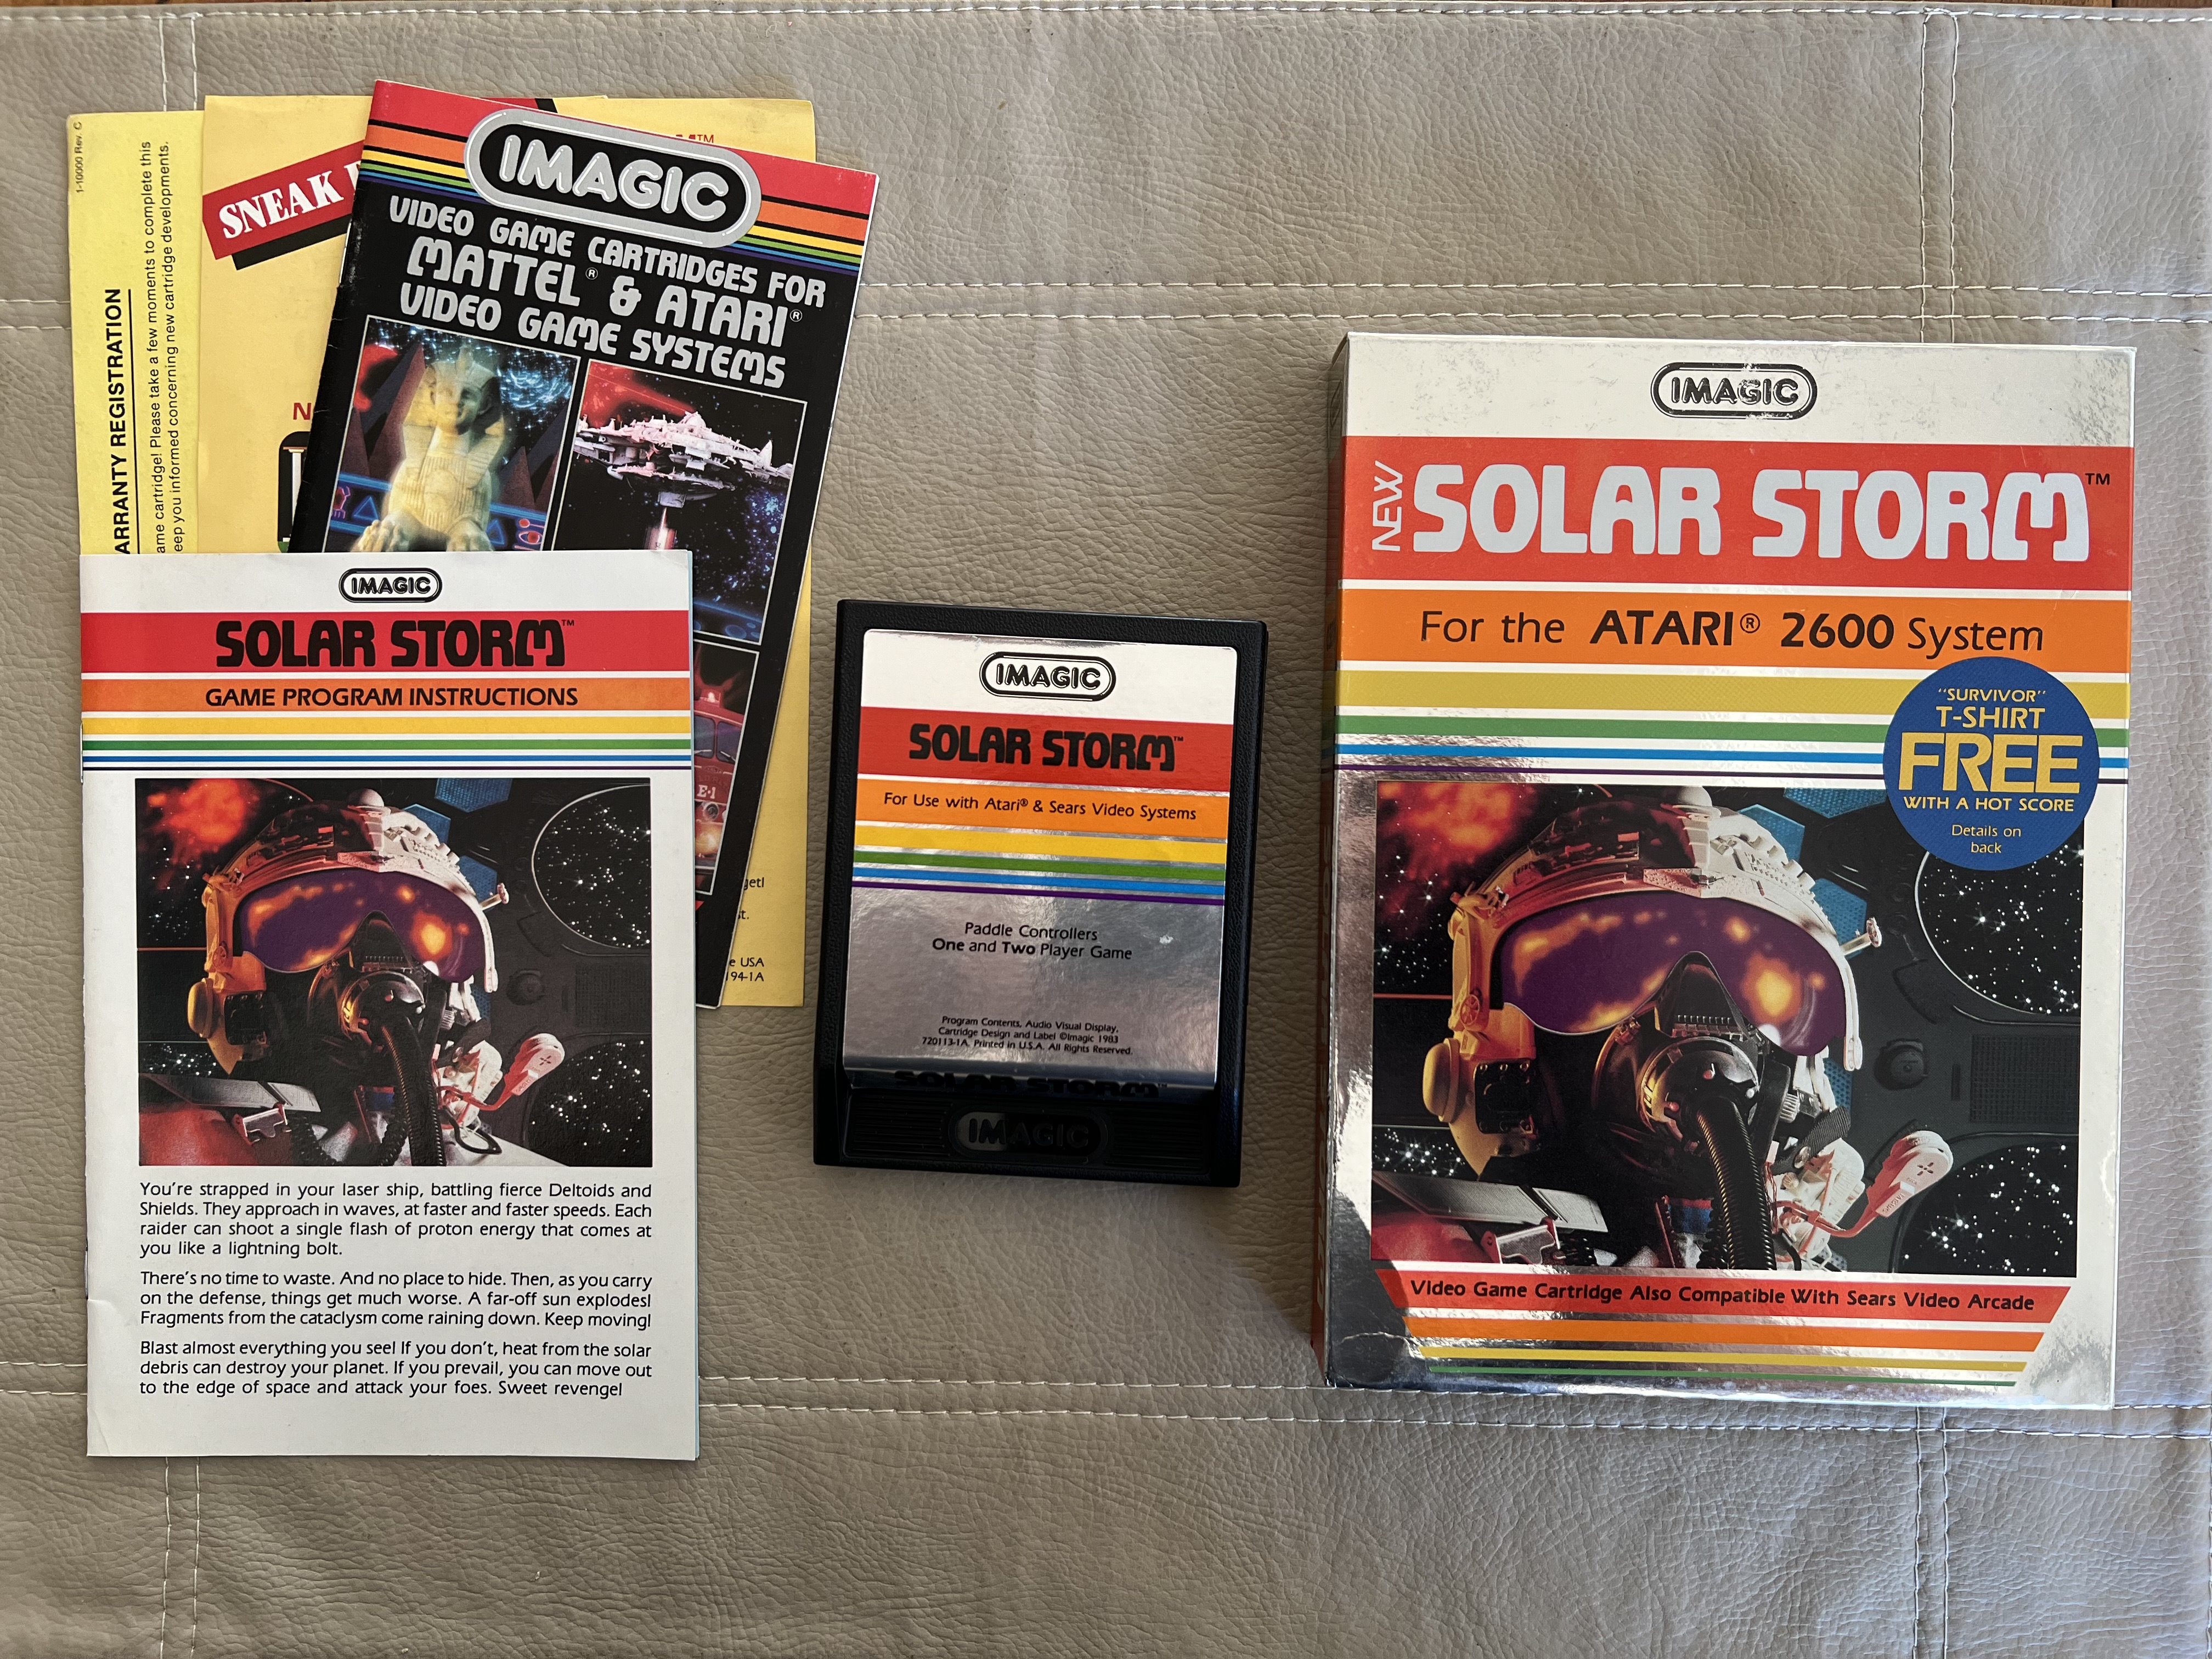 1-10000 Rev. C
ARRANTY REGISTRATION
ame cartridge! Please take a few moments to complete this
eep you informed concerning new cartridge developments.
SNEAK
TM
IMAGIC
VIDEO GAME CARTRIDGES FOR
MATTEL® & ATARI®
VIDEO GAME SYSTEMS
E-1
get!
st.
e USA
94-1A
IMAGIC
SOLAR STORM™
GAME PROGRAM INSTRUCTIONS
You're strapped in your laser ship, battling fierce Deltoids and
Shields. They approach in waves, at faster and faster speeds. Each
raider can shoot a single flash of proton energy that comes at
you like a lightning bolt.
There's no time to waste. And no place to hide. Then, as you carry
on the defense, things get much worse. A far-off sun explodes!
Fragments from the cataclysm come raining down. Keep moving!
Blast almost everything you see! If you don't, heat from the solar
debris can destroy your planet. If you prevail, you can move out
to the edge of space and attack your foes. Sweet revenge!
IMAGIC
SOLAR STORM™
For Use with Atari® & Sears Video Systems
Paddle Controllers
One and Two Player Game
Program Contents, Audio Visual Display,
Cartridge Design and Label ©Imagic 1983
720113-1A, Printed in U.S.A. All Rights Reserved.
SOLAR STORM™
IMAGIC
IMAGIC
NEW SOLAR STORM™
For the ATARI® 2600 System
"SURVIVOR"
T-SHIRT
FREE
WITH A HOT SCORE
Details on
back
Video Game Cartridge Also Compatible With Sears Video Arcade